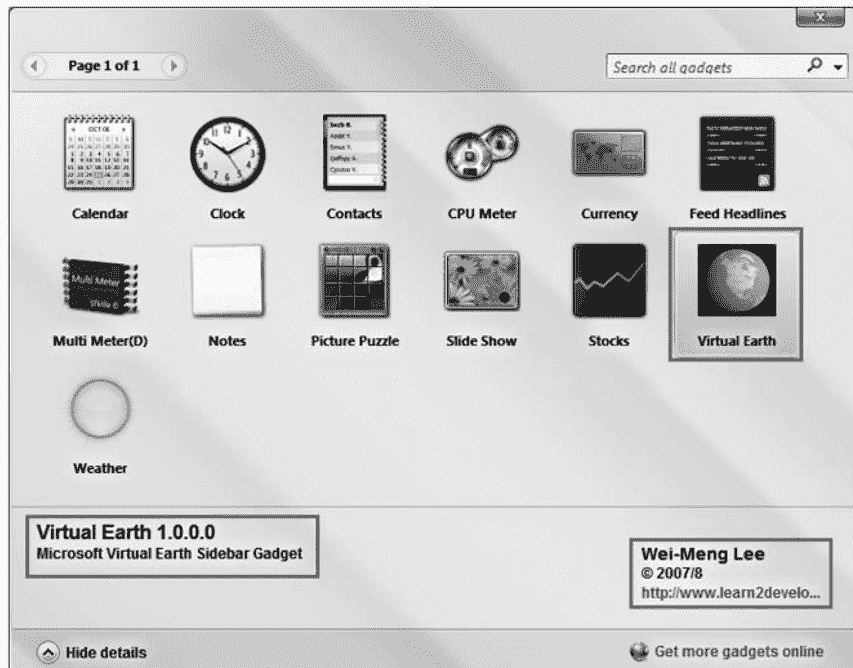 Page 1 of 1
Search all gadgets
Calendar
Clock
Contacts
CPU Meter
Currency
Feed Headlines
Multi Meter(D)
Notes
Picture Puzzle
Slide Show
Stocks
Virtual Earth
Weather
Virtual Earth 1.0.0.0
Microsoft Virtual Earth Sidebar Gadget
Wei-Meng Lee
© 2007/8
http://www.learn2develo...
Hide details
Get more gadgets online